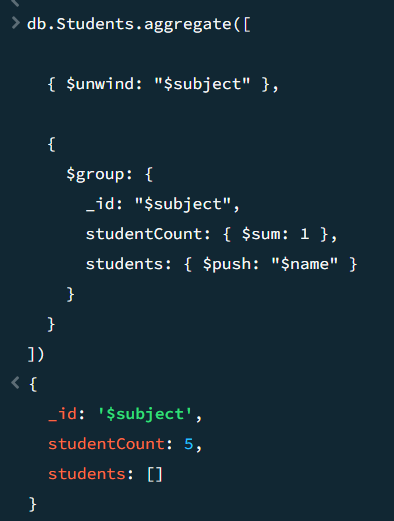 db.Students.aggregate([
{ $unwind: "$subject" },
{
$group: {
_id: "$subject",
studentCount: { $sum: 1 },
students: { $push: "$name" }
}
}
])
{
_id: '$subject',
studentCount: 5,
students: []
}